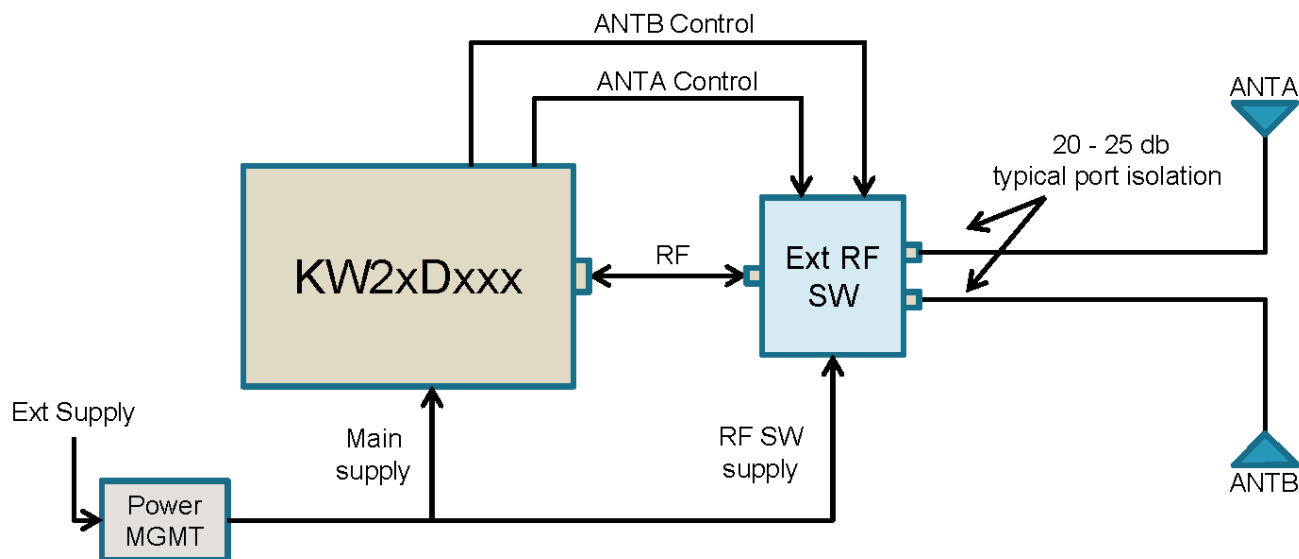 ANTB Control
ANTA Control
ANTA
20 - 25 db
typical port isolation
KW2xDxxx
RF
Ext RF
SW
Ext Supply
Main
supply
RF SW
supply
Power
MGMT
ANTB